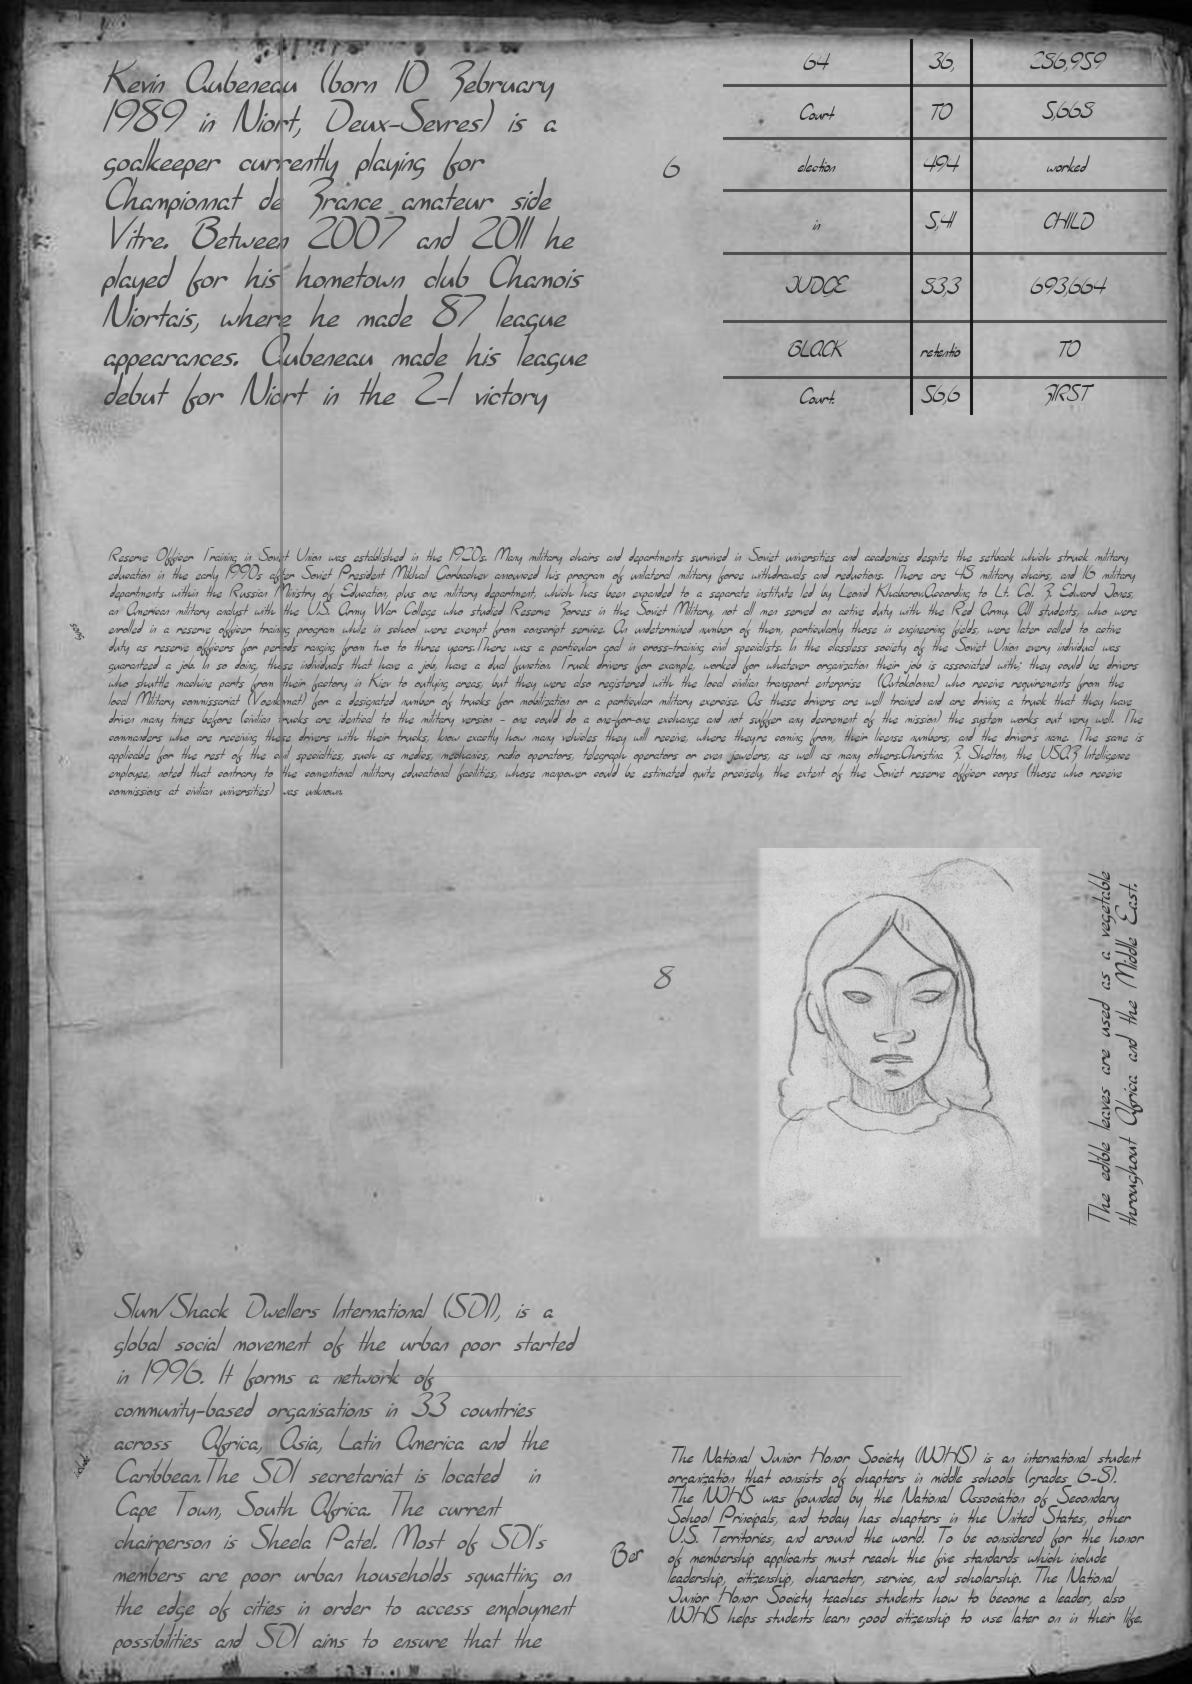 Kevin Aubeneau (born 10 February
1989 in Niort, Deux-Sevres) is a
goalkeeper currently playing for
Championnat de France amateur side
Vitre. Between 2007 and 2011 he
played for his hometown club Chamois
Niortais, where he made 87 league
appearances. Aubeneau made his league
debut for Niort in the 2-1 victory
6
64 36, 286,959
Court TO 5,668
election 494 worked
in 5,41 CHILD
JUDGE 83,3 693,664
BLACK retentio TO
Court. 56,6 FIRST
Reserve Officer Training in Soviet Union was established in the 1920s. Many military chairs and departments survived in Soviet universities and academies despite the setback which struck military
education in the early 1990s after Soviet President Mikhail Gorbachev announced his program of unilateral military force withdrawals and reductions. There are 48 military chairs, and 16 military
departments within the Russian Ministry of Education, plus one military department, which has been expanded to a separate institute led by Leonid Khabarow.According to Lt. Col. F. Edward Jones,
an American military analyst with the U.S. Army War College who studied Reserve Forces in the Soviet Military, not all men served on active duty with the Red Army. All students, who were
enrolled in a reserve officer training program while in school were exempt from conscript service. An undetermined number of them, particularly those in engineering fields, were later called to active
duty as reserve officers for periods ranging from two to three years.There was a particular goal in cross-training civil specialists. In the classless society of the Soviet Union every individual was
guaranteed a job. In so doing, these individuals that have a job, have a dual function. Truck drivers for example, worked for whatever organization their job is associated with; they could be drivers
who shuttle machine parts from their factory in Kiev to outlying areas; but they were also registered with the local civilian transport enterprise (Avtokolonna) who receive requirements from the
local Military commissariat (Voenkomat) for a designated number of trucks for mobilization or a particular military exercise. As these drivers are well trained and are driving a truck that they have
driven many times before (civilian trucks are identical to the military version - one could do a one-for-one exchange and not suffer any decrement of the mission) the system works out very well. The
commanders who are receiving these drivers with their trucks, know exactly how many vehicles they will receive, where they're coming from, their license numbers, and the driver's name. The same is
applicable for the rest of the civil specialties, such as medics, mechanics, radio operators, telegraph operators or even jewelers, as well as many others.Christina F. Shelton, the USAF Intelligence
employee, noted that contrary to the conventional military educational facilities, whose manpower could be estimated quite precisely, the extent of the Soviet reserve officer corps (those who receive
commissions at civilian universities) was unknown.
8
The edible leaves are used as a vegetable
throughout Africa and the Middle East.
Slum/Shack Dwellers International (SDI), is a
global social movement of the urban poor started
in 1996. It forms a network of
community-based organisations in 33 countries
across Africa, Asia, Latin America and the
Caribbean.The SDI secretariat is located in
Cape Town, South Africa. The current
chairperson is Sheela Patel. Most of SDI's
members are poor urban households squatting on
the edge of cities in order to access employment
possibilities and SDI aims to ensure that the
Ber
The National Junior Honor Society (NJHS) is an international student
organization that consists of chapters in middle schools (grades 6-8).
The NJHS was founded by the National Association of Secondary
School Principals, and today has chapters in the United States, other
U.S. Territories, and around the world. To be considered for the honor
of membership applicants must reach the five standards which include
leadership, citizenship, character, service, and scholarship. The National
Junior Honor Society teaches students how to become a leader, also
NJHS helps students learn good citizenship to use later on in their life.